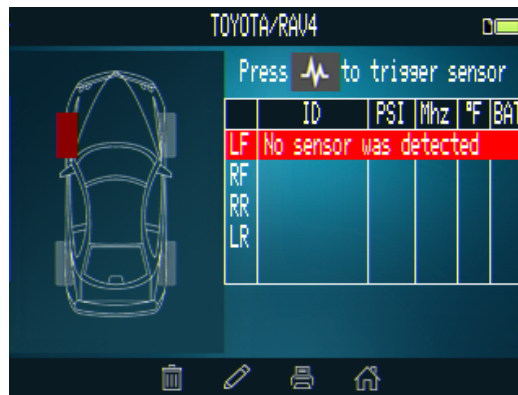 TOYOTA/RAV4
Press to trigger sensor
ID PSI Mhz °F BAT
LF No sensor was detected
RF
RR
LR